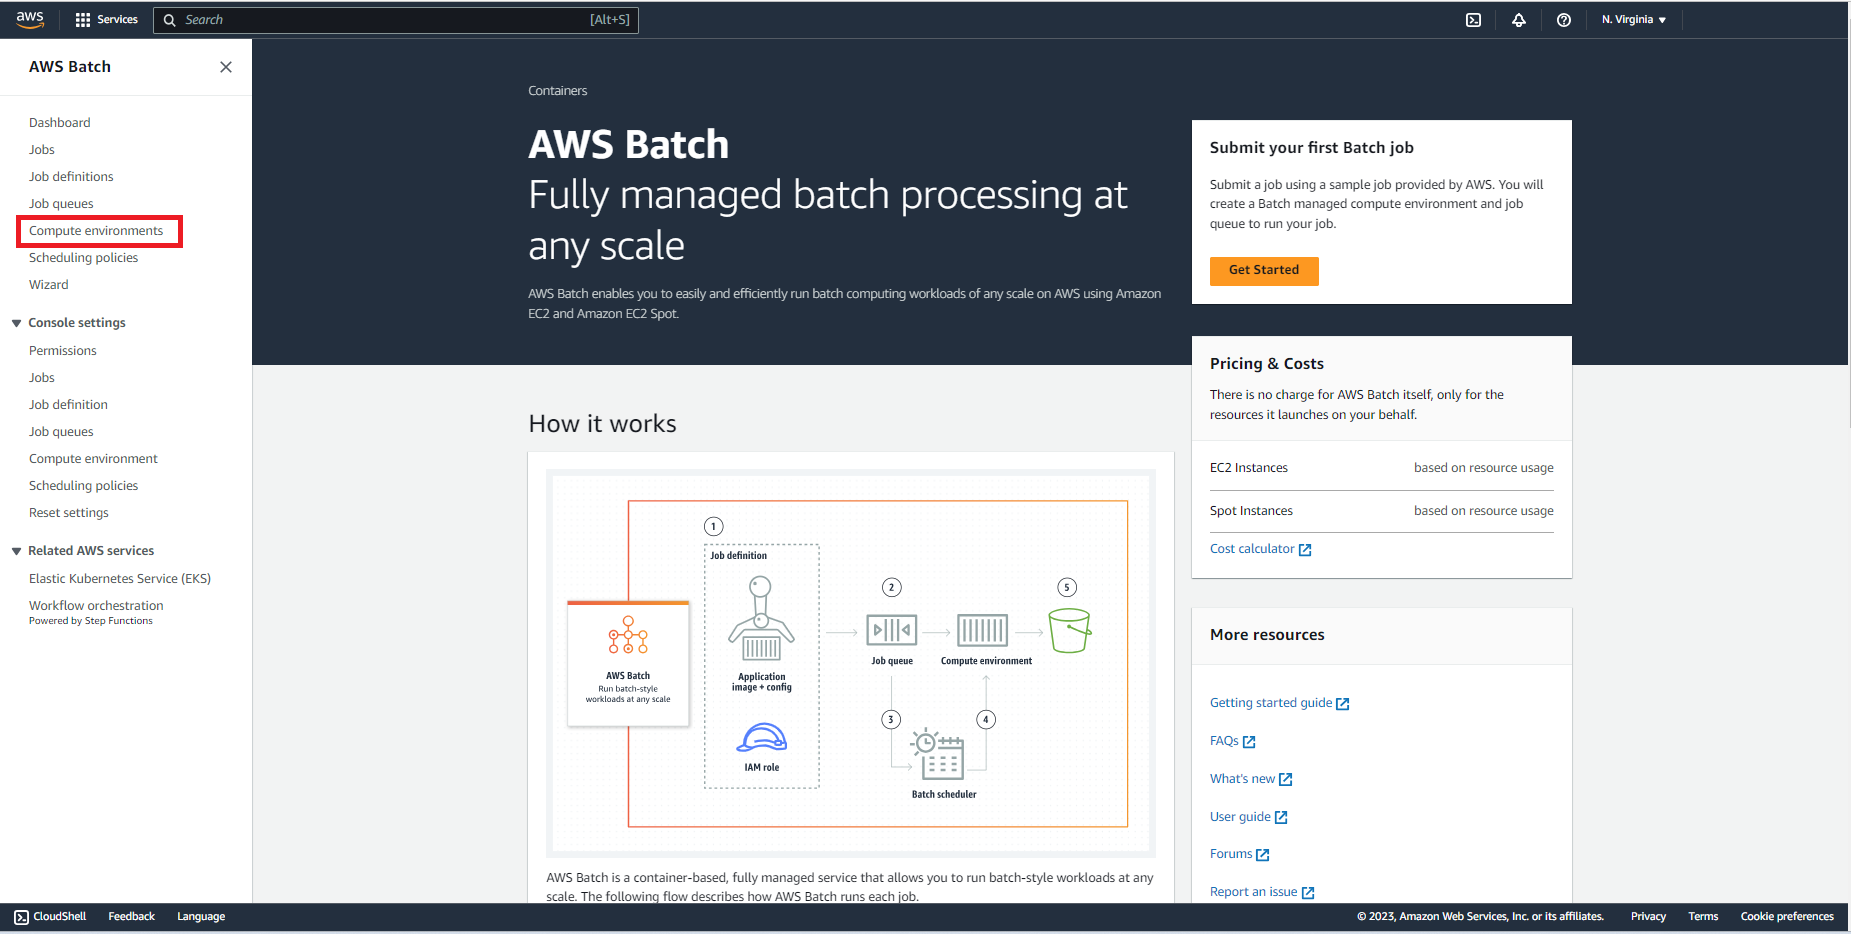 aws
Services
Search
[Alt+S]
N. Virginia
AWS Batch
Dashboard
Jobs
Job definitions
Job queues
Compute environments
Scheduling policies
Wizard
Console settings
Permissions
Jobs
Job definition
Job queues
Compute environment
Scheduling policies
Reset settings
Related AWS services
Elastic Kubernetes Service (EKS)
Workflow orchestration
Powered by Step Functions
Containers
AWS Batch
Fully managed batch processing at
any scale
AWS Batch enables you to easily and efficiently run batch computing workloads of any scale on AWS using Amazon
EC2 and Amazon EC2 Spot.
Submit your first Batch job
Submit a job using a sample job provided by AWS. You will
create a Batch managed compute environment and job
queue to run your job.
Get Started
Pricing & Costs
There is no charge for AWS Batch itself, only for the
resources it launches on your behalf.
EC2 Instances based on resource usage
Spot Instances based on resource usage
Cost calculator
More resources
Getting started guide
FAQs
What's new
User guide
Forums
Report an issue
How it works
AWS Batch
Run batch-style
workloads at any scale
1
Job definition
Application
image + config
IAM role
2
Job queue
Compute environment
5
3
4
Batch scheduler
AWS Batch is a container-based, fully managed service that allows you to run batch-style workloads at any
scale. The following flow describes how AWS Batch runs each job.
CloudShell
Feedback
Language
© 2023, Amazon Web Services, Inc. or its affiliates.
Privacy
Terms
Cookie preferences